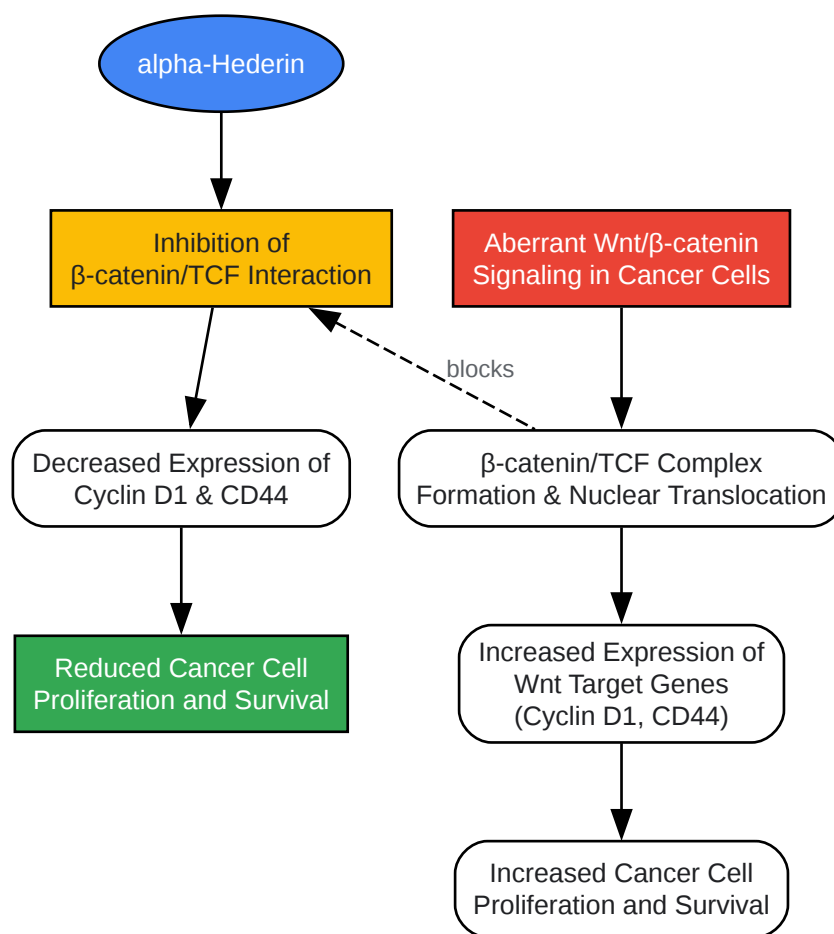 alpha-Hederin
Inhibition of
β-catenin/TCF Interaction
Aberrant Wnt/β-catenin
Signaling in Cancer Cells
blocks
Decreased Expression of
Cyclin D1 & CD44
β-catenin/TCF Complex
Formation & Nuclear Translocation
Reduced Cancer Cell
Proliferation and Survival
Increased Expression of
Wnt Target Genes
(Cyclin D1, CD44)
Increased Cancer Cell
Proliferation and Survival